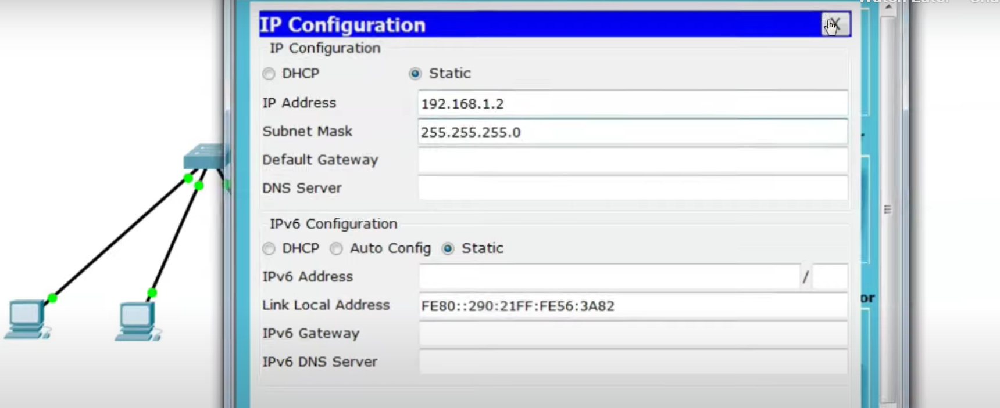 IP Configuration
X
IP Configuration
DHCP
Static
IP Address
192.168.1.2
Subnet Mask
255.255.255.0
Default Gateway
DNS Server
IPv6 Configuration
DHCP
Auto Config
Static
IPv6 Address
/
Link Local Address
FE80::290:21FF:FE56:3A82
or
IPv6 Gateway
IPv6 DNS Server